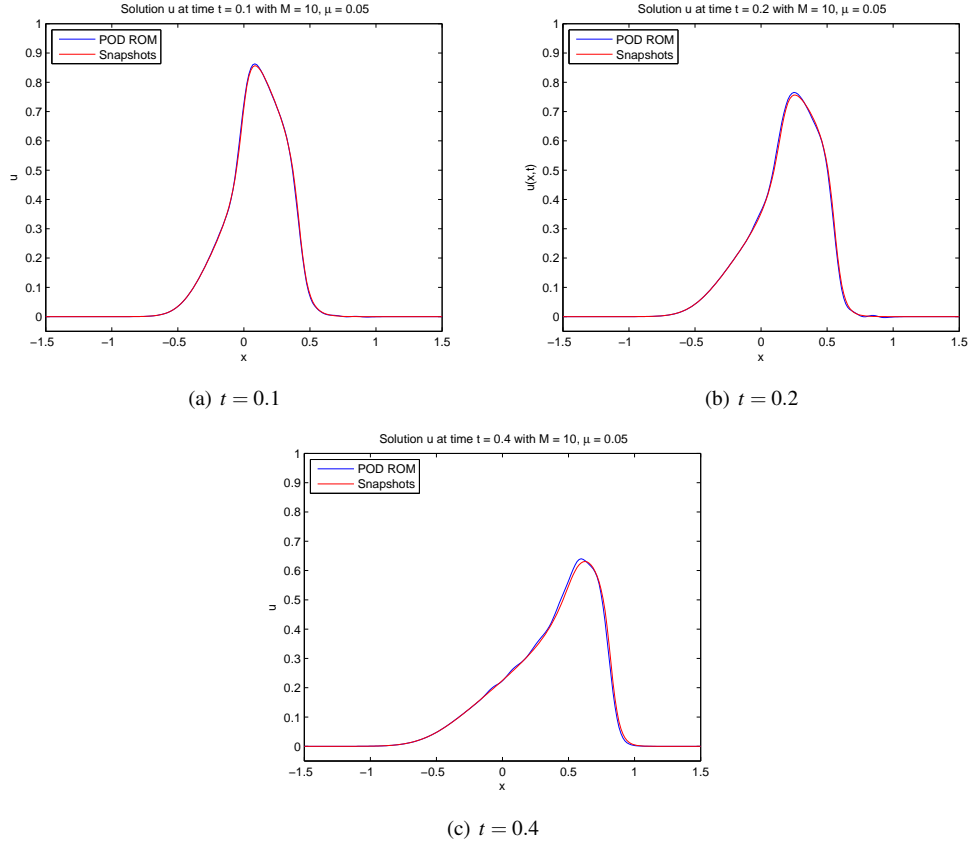 Solution u at time t = 0.1 with M = 10, μ = 0.05
POD ROM
Snapshots
1
0.9
0.8
0.7
0.6
0.5
0.4
0.3
0.2
0.1
0
u
−1.5 −1 −0.5 0 0.5 1 1.5
x
(a) t = 0.1
Solution u at time t = 0.2 with M = 10, μ = 0.05
POD ROM
Snapshots
1
0.9
0.8
0.7
0.6
0.5
0.4
0.3
0.2
0.1
0
u(x,t)
−1.5 −1 −0.5 0 0.5 1 1.5
x
(b) t = 0.2
Solution u at time t = 0.4 with M = 10, μ = 0.05
POD ROM
Snapshots
1
0.9
0.8
0.7
0.6
0.5
0.4
0.3
0.2
0.1
0
u
−1.5 −1 −0.5 0 0.5 1 1.5
x
(c) t = 0.4